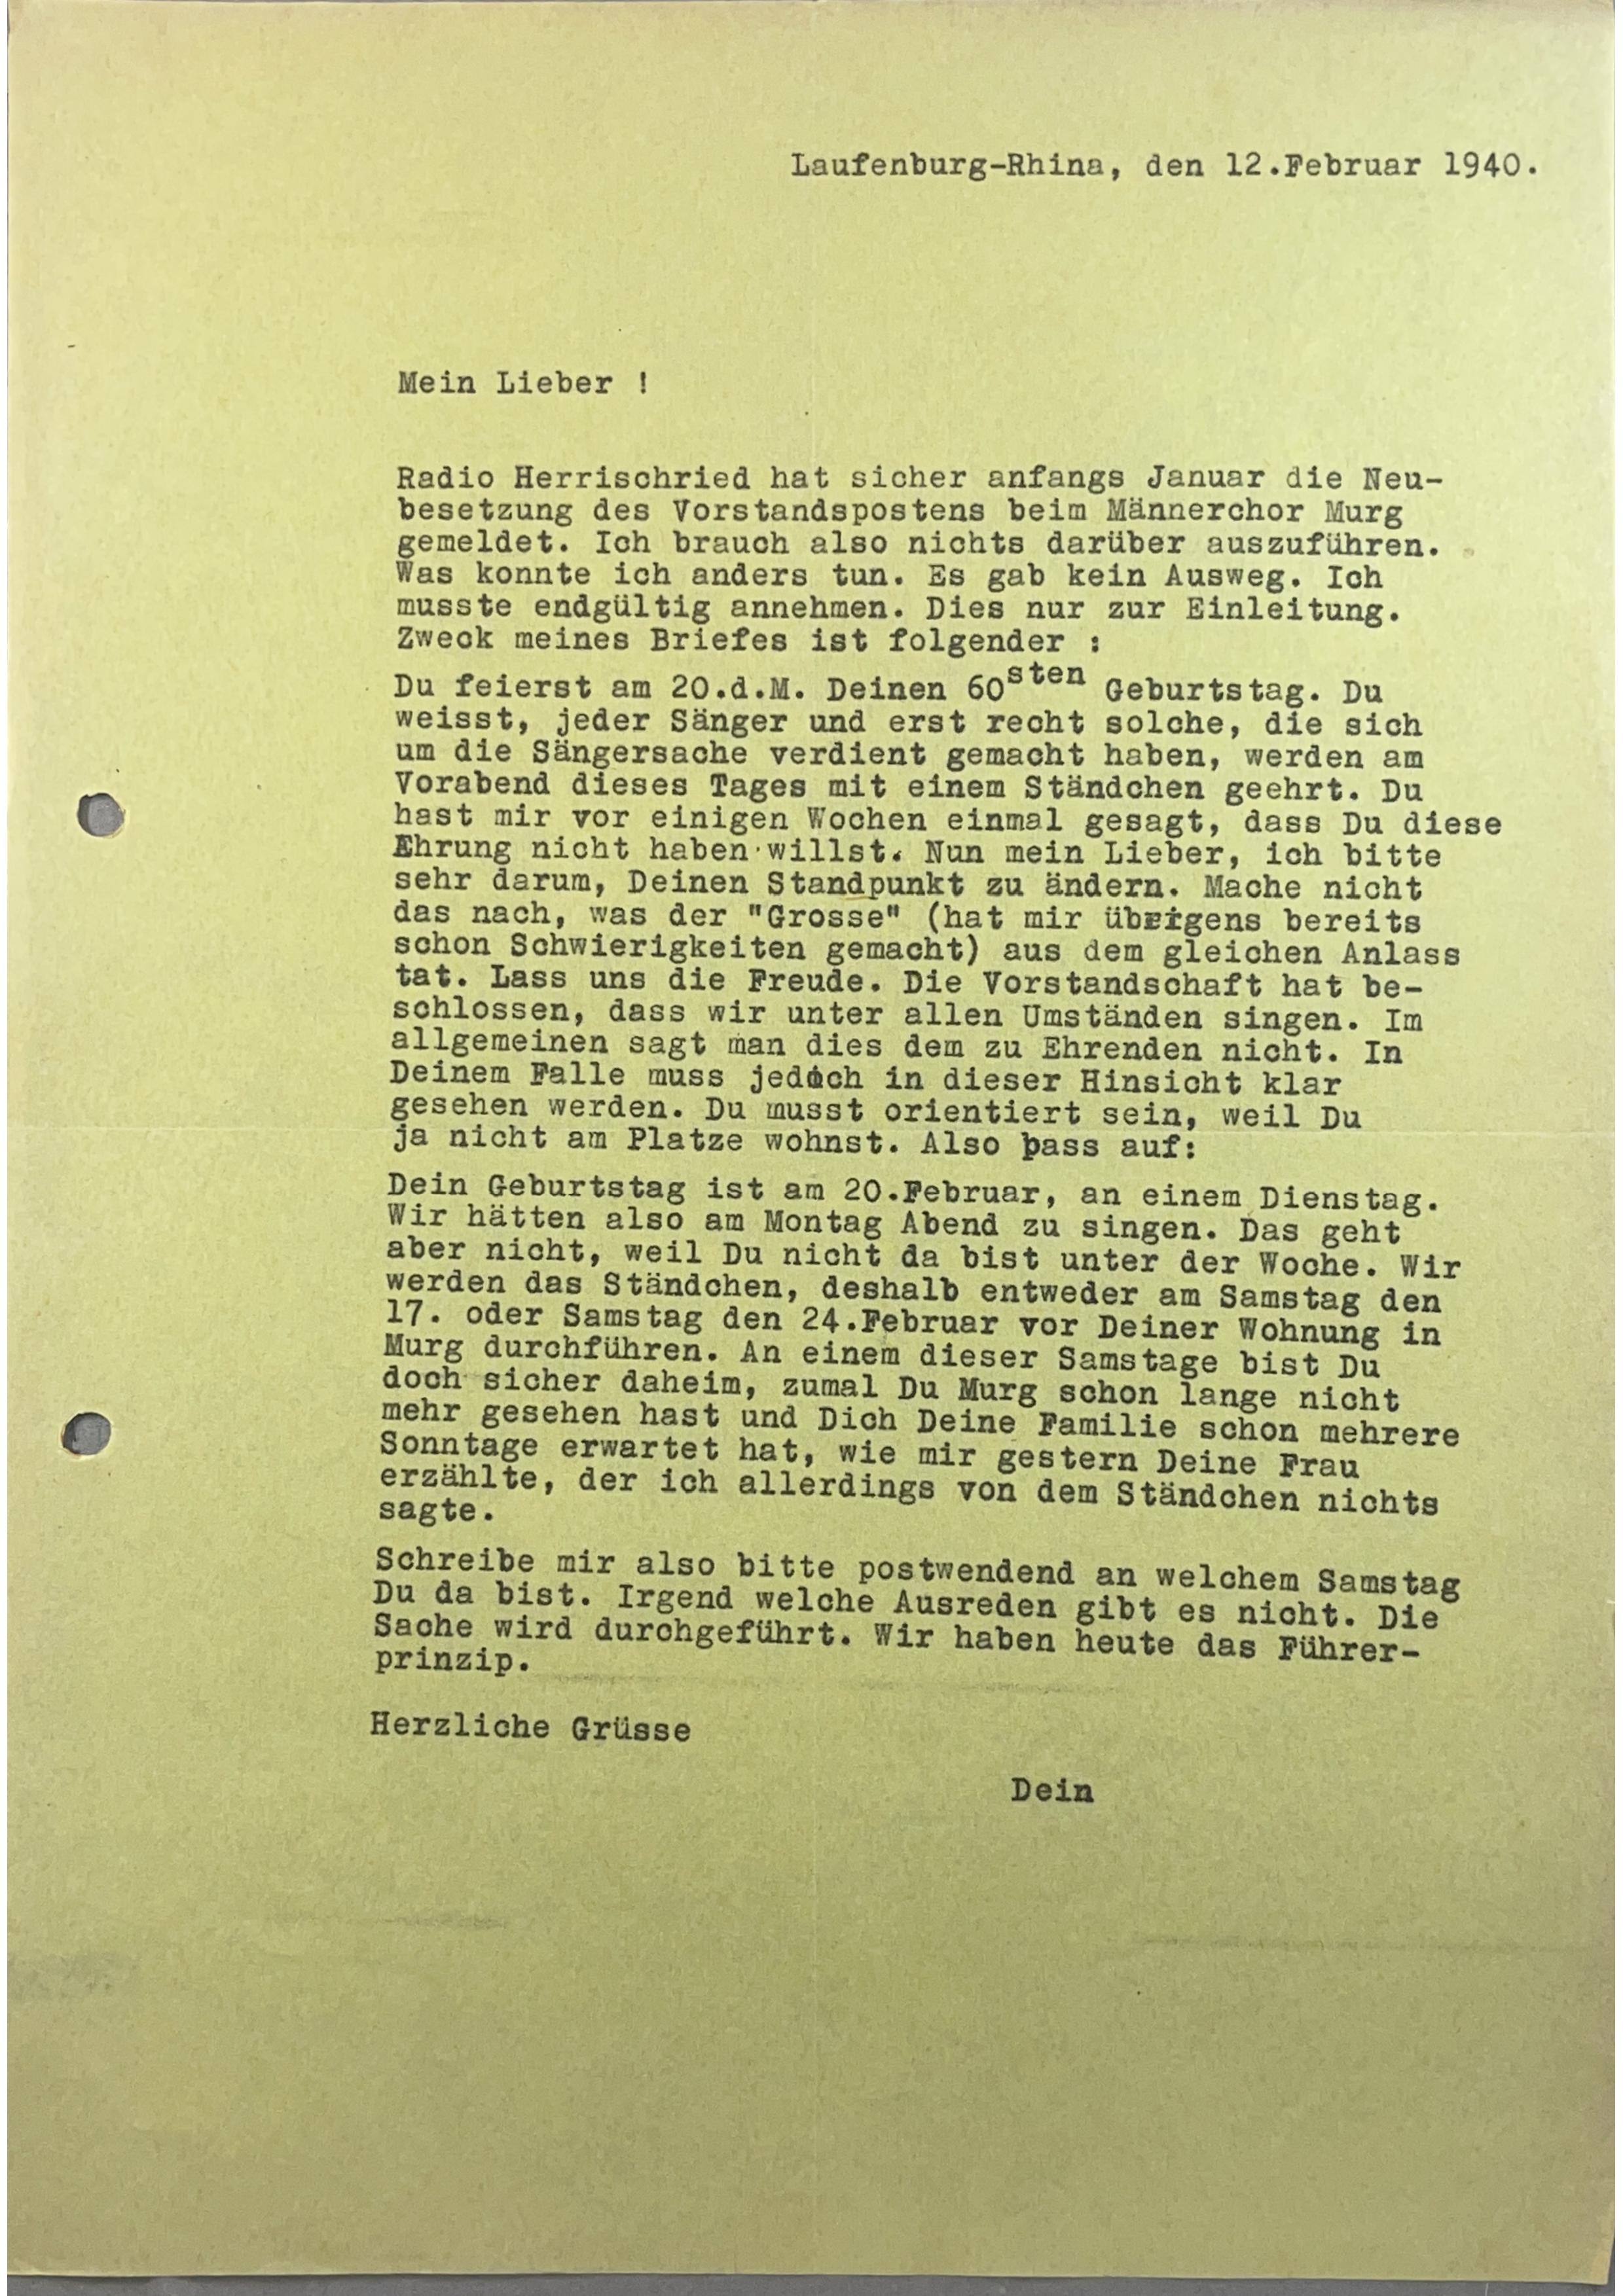 Laufenburg-Rhina, den 12.Februar 1940.
Mein Lieber !
Radio Herrischried hat sicher anfangs Januar die Neu-
besetzung des Vorstandspostens beim Männerchor Murg
gemeldet. Ich brauch also nichts darüber auszuführen.
Was konnte ich anders tun. Es gab kein Ausweg. Ich
musste endgültig annehmen. Dies nur zur Einleitung.
Zweck meines Briefes ist folgender :
Du feierst am 20.d.M. Deinen 60sten Geburtstag. Du
weisst, jeder Sänger und erst recht solche, die sich
um die Sängersache verdient gemacht haben, werden am
Vorabend dieses Tages mit einem Ständchen geehrt. Du
hast mir vor einigen Wochen einmal gesagt, dass Du diese
Ehrung nicht haben willst. Nun mein Lieber, ich bitte
sehr darum, Deinen Standpunkt zu ändern. Mache nicht
das nach, was der "Grosse" (hat mir übrigens bereits
schon Schwierigkeiten gemacht) aus dem gleichen Anlass
tat. Lass uns die Freude. Die Vorstandschaft hat be-
schlossen, dass wir unter allen Umständen singen. Im
allgemeinen sagt man dies dem zu Ehrenden nicht. In
Deinem Falle muss jedoch in dieser Hinsicht klar
gesehen werden. Du musst orientiert sein, weil Du
ja nicht am Platze wohnst. Also pass auf:
Dein Geburtstag ist am 20.Februar, an einem Dienstag.
Wir hätten also am Montag Abend zu singen. Das geht
aber nicht, weil Du nicht da bist unter der Woche. Wir
werden das Ständchen, deshalb entweder am Samstag den
17. oder Samstag den 24.Februar vor Deiner Wohnung in
Murg durchführen. An einem dieser Samstage bist Du
doch sicher daheim, zumal Du Murg schon lange nicht
mehr gesehen hast und Dich Deine Familie schon mehrere
Sonntage erwartet hat, wie mir gestern Deine Frau
erzählte, der ich allerdings von dem Ständchen nichts
sagte.
Schreibe mir also bitte postwendend an welchem Samstag
Du da bist. Irgend welche Ausreden gibt es nicht. Die
Sache wird durchgeführt. Wir haben heute das Führer-
prinzip.
Herzliche Grüsse
Dein